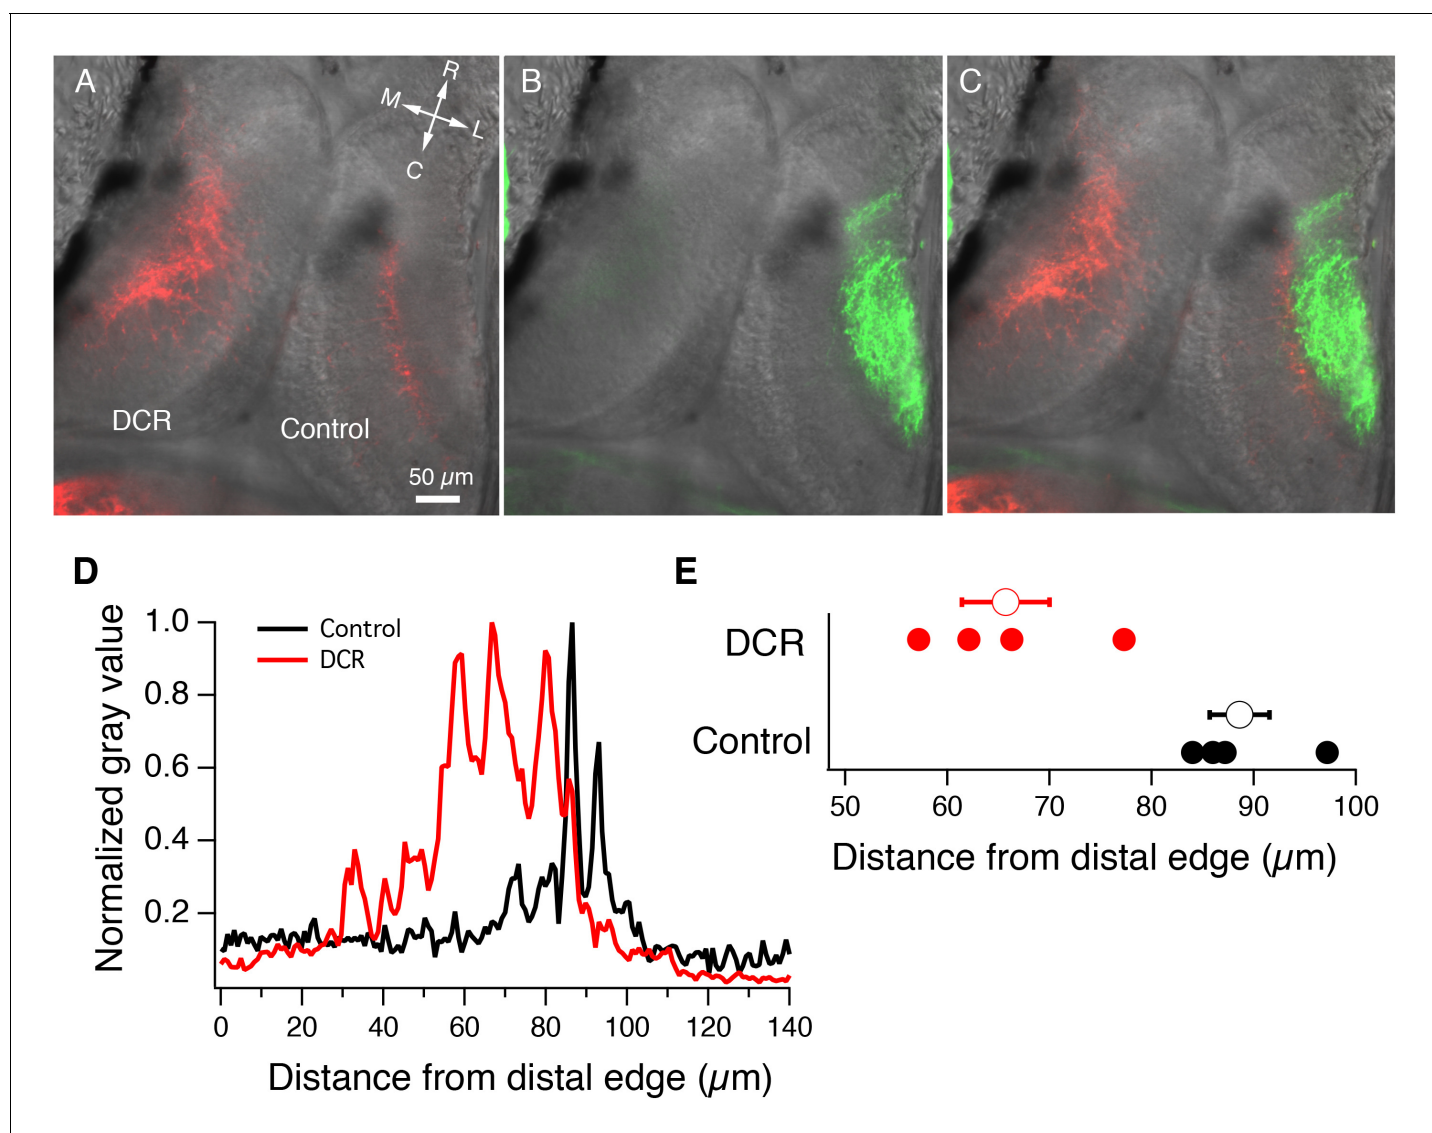 A
R
M
L
C
DCR
Control
50 µm
B
C
D
Normalized gray value
1.0
0.8
0.6
0.4
0.2
Control
DCR
0 20 40 60 80 100 120 140
Distance from distal edge (µm)
E
DCR
Control
50 60 70 80 90 100
Distance from distal edge (µm)